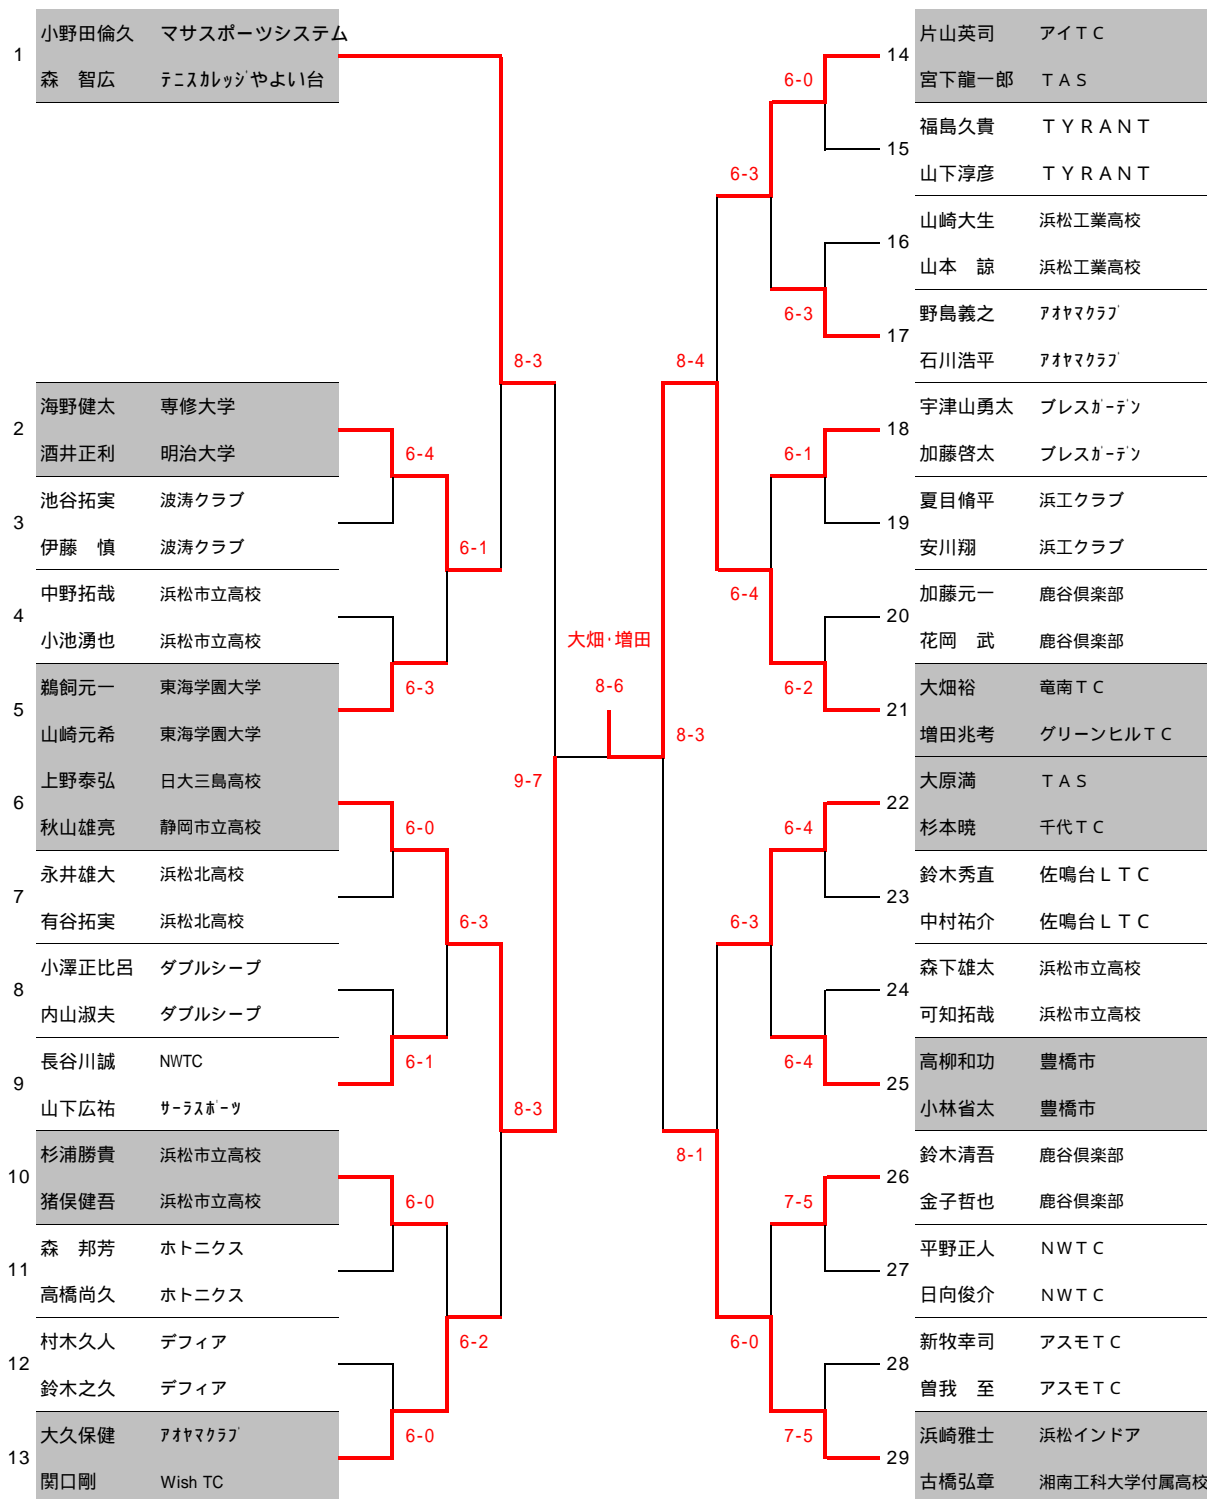 1
小野田倫久 マサスポーツシステム
森　智広 テニスカレッジやよい台
2
海野健太 専修大学
酒井正利 明治大学
3
池谷拓実 波涛クラブ
伊藤　慎 波涛クラブ
4
中野拓哉 浜松市立高校
小池湧也 浜松市立高校
5
鵜飼元一 東海学園大学
山崎元希 東海学園大学
6
上野泰弘 日大三島高校
秋山雄亮 静岡市立高校
7
永井雄大 浜松北高校
有谷拓実 浜松北高校
8
小澤正比呂 ダブルシープ
内山淑夫 ダブルシープ
9
長谷川誠 NWTC
山下広祐 サーラスポーツ
10
杉浦勝貴 浜松市立高校
猪俣健吾 浜松市立高校
11
森　邦芳 ホトニクス
高橋尚久 ホトニクス
12
村木久人 デフィア
鈴木之久 デフィア
13
大久保健 アオヤマクラブ
関口剛 Wish TC
6-4
6-3
6-0
6-1
6-0
6-0
6-1
6-3
6-2
8-3
8-3
9-7
大畑・増田
8-6
8-3
8-4
8-1
6-3
6-4
6-3
6-0
6-0
6-3
6-1
6-2
6-4
6-4
7-5
7-5
14
片山英司 アイＴＣ
宮下龍一郎 ＴＡＳ
15
福島久貴 ＴＹＲＡＮＴ
山下淳彦 ＴＹＲＡＮＴ
16
山崎大生 浜松工業高校
山本　諒 浜松工業高校
17
野島義之 アオヤマクラブ
石川浩平 アオヤマクラブ
18
宇津山勇太 ブレスガーデン
加藤啓太 ブレスガーデン
19
夏目脩平 浜工クラブ
安川翔 浜工クラブ
20
加藤元一 鹿谷倶楽部
花岡　武 鹿谷倶楽部
21
大畑裕 竜南ＴＣ
増田兆考 グリーンヒルＴＣ
22
大原満 ＴＡＳ
杉本暁 千代ＴＣ
23
鈴木秀直 佐鳴台ＬＴＣ
中村祐介 佐鳴台ＬＴＣ
24
森下雄太 浜松市立高校
可知拓哉 浜松市立高校
25
高柳和功 豊橋市
小林省太 豊橋市
26
鈴木清吾 鹿谷倶楽部
金子哲也 鹿谷倶楽部
27
平野正人 ＮＷＴＣ
日向俊介 ＮＷＴＣ
28
新牧幸司 アスモＴＣ
曽我　至 アスモＴＣ
29
浜崎雅士 浜松インドア
古橋弘章 湘南工科大学付属高校